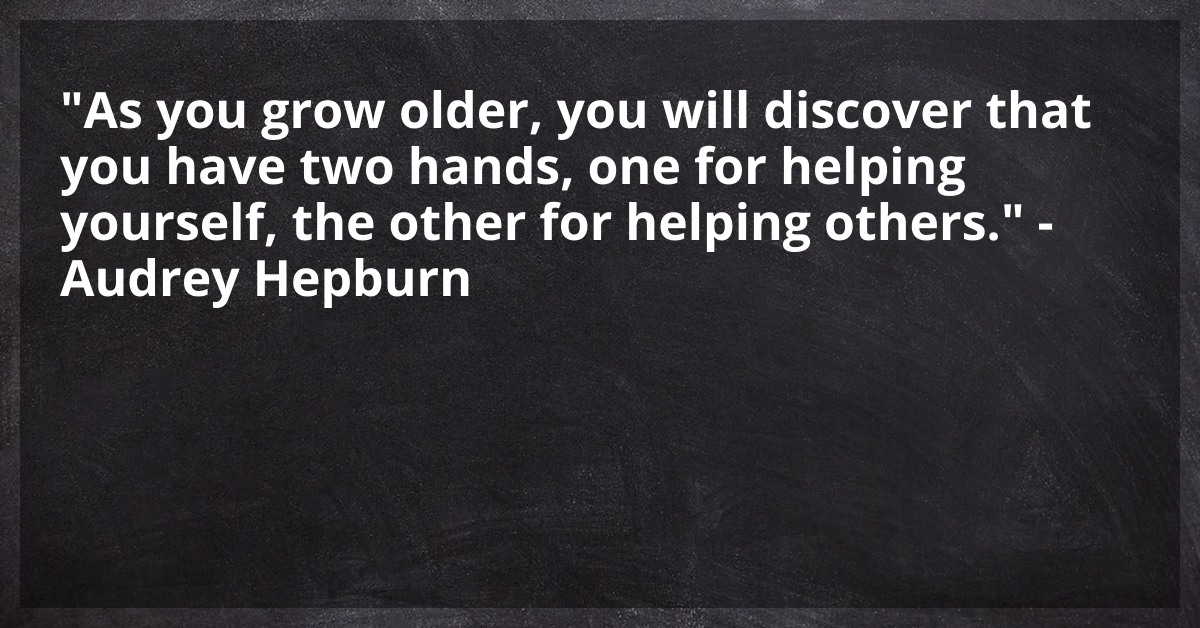 "As you grow older, you will discover that
you have two hands, one for helping
yourself, the other for helping others." -
Audrey Hepburn